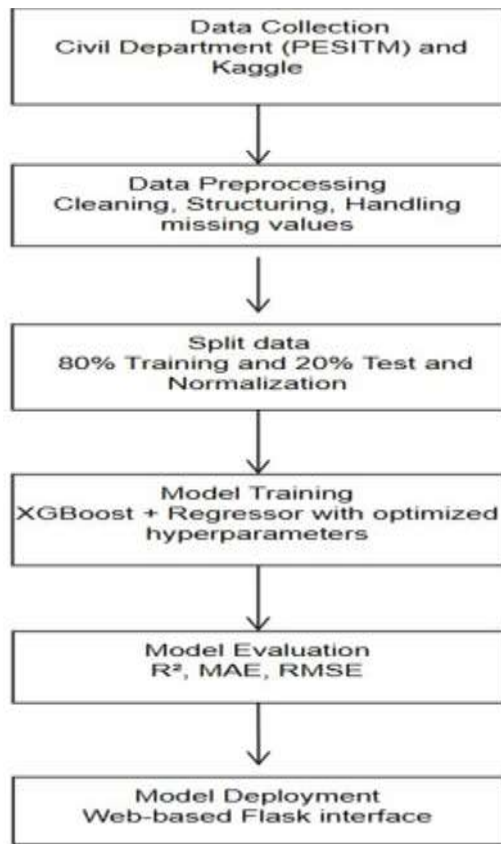 Data Collection
Civil Department (PESITM) and
Kaggle
Data Preprocessing
Cleaning, Structuring, Handling
missing values
Split data
80% Training and 20% Test and
Normalization
Model Training
XGBoost + Regressor with optimized
hyperparameters
Model Evaluation
R², MAE, RMSE
Model Deployment
Web-based Flask interface